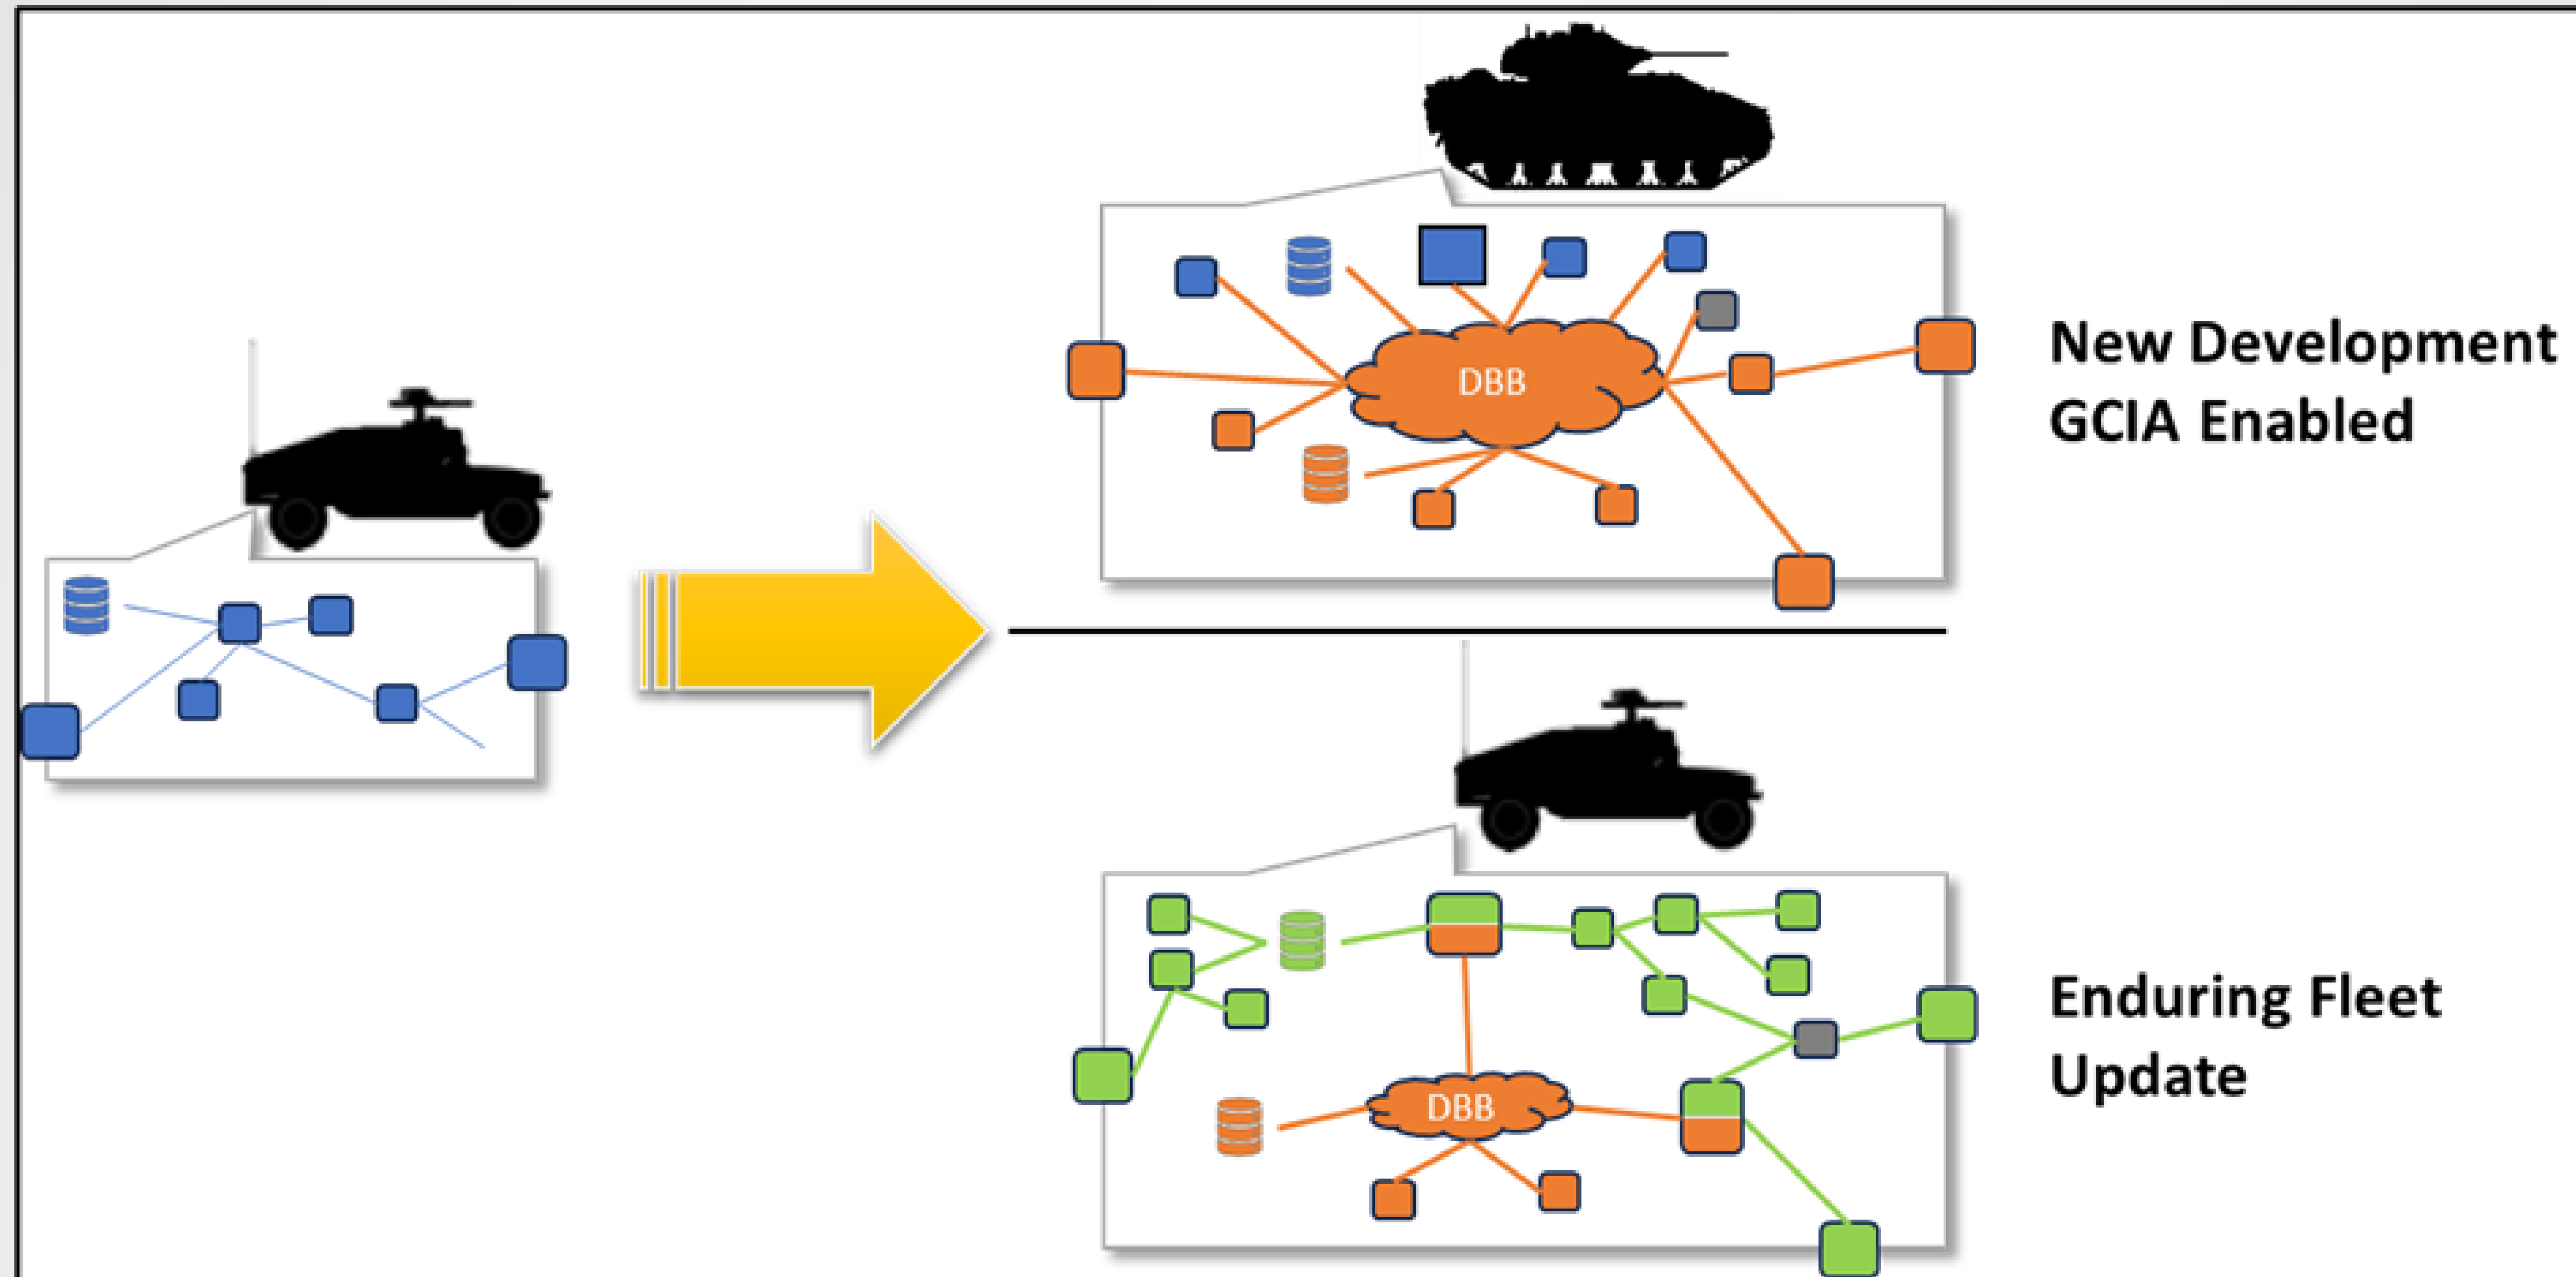 DBB
New Development
GCIA Enabled
DBB
Enduring Fleet
Update